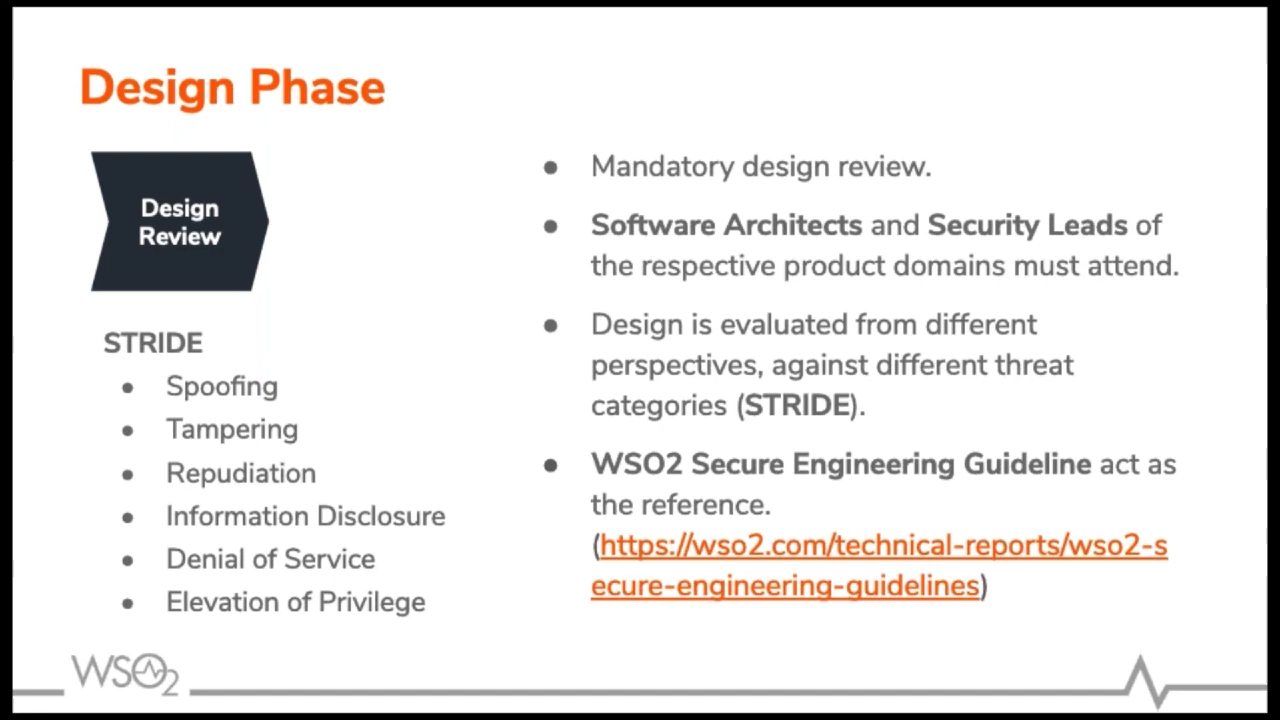 Design Phase
Design
Review
STRIDE
● Spoofing
● Tampering
● Repudiation
● Information Disclosure
● Denial of Service
● Elevation of Privilege
● Mandatory design review.
● Software Architects and Security Leads of
the respective product domains must attend.
● Design is evaluated from different
perspectives, against different threat
categories (STRIDE).
● WSO2 Secure Engineering Guideline act as
the reference.
(https://wso2.com/technical-reports/wso2-s
ecure-engineering-guidelines)
WSO2